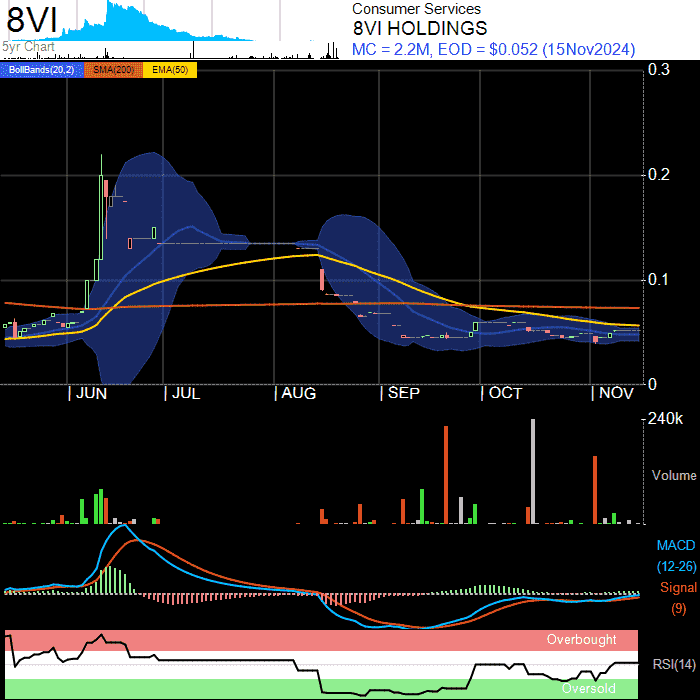 8VI
Consumer Services
8VI HOLDINGS
5yr Chart
MC = 2.2M, EOD = $0.052 (15Nov2024)
BollBands(20,2) SMA(200) EMA(50)
0.3
0.2
0.1
0
JUN JUL AUG SEP OCT NOV
240k
Volume
MACD
(12-26)
Signal
(9)
Overbought
RSI(14)
Oversold